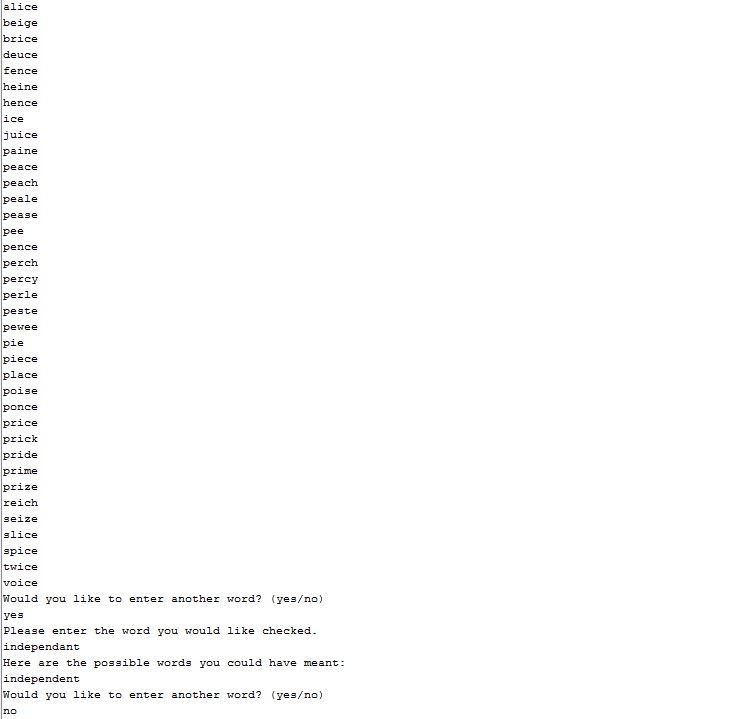 alice
beige
brice
deuce
fence
heine
hence
ice
juice
paine
peace
peach
peale
pease
pee
pence
perch
percy
perle
peste
pewee
pie
piece
place
poise
ponce
price
prick
pride
prime
prize
reich
seize
slice
spice
twice
voice
Would you like to enter another word? (yes/no)
yes
Please enter the word you would like checked.
independant
Here are the possible words you could have meant:
independent
Would you like to enter another word? (yes/no)
no